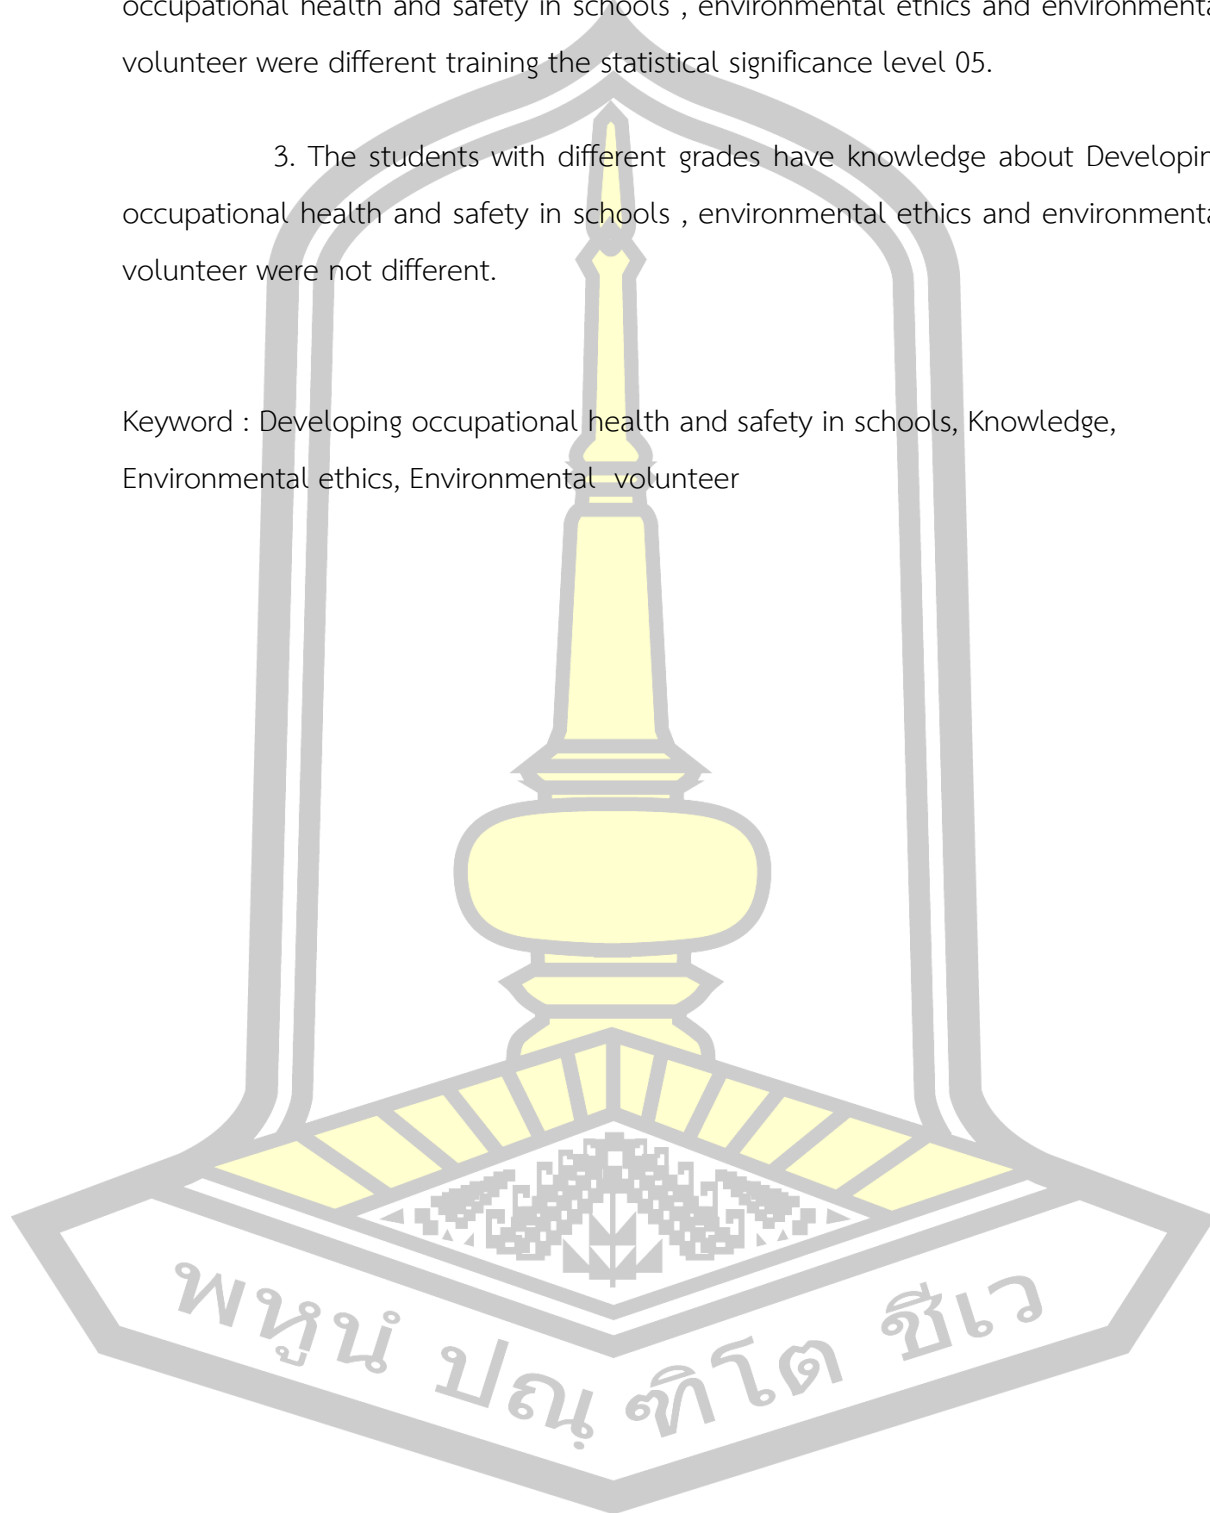 occupational health and safety in schools , environmental ethics and environmenta
volunteer were different training the statistical significance level 05.
3. The students with different grades have knowledge about Developin
occupational health and safety in schools , environmental ethics and environmenta
volunteer were not different.
Keyword : Developing occupational health and safety in schools, Knowledge,
Environmental ethics, Environmental volunteer
พหูนํ ปณฺ ฑิโต ชีเว